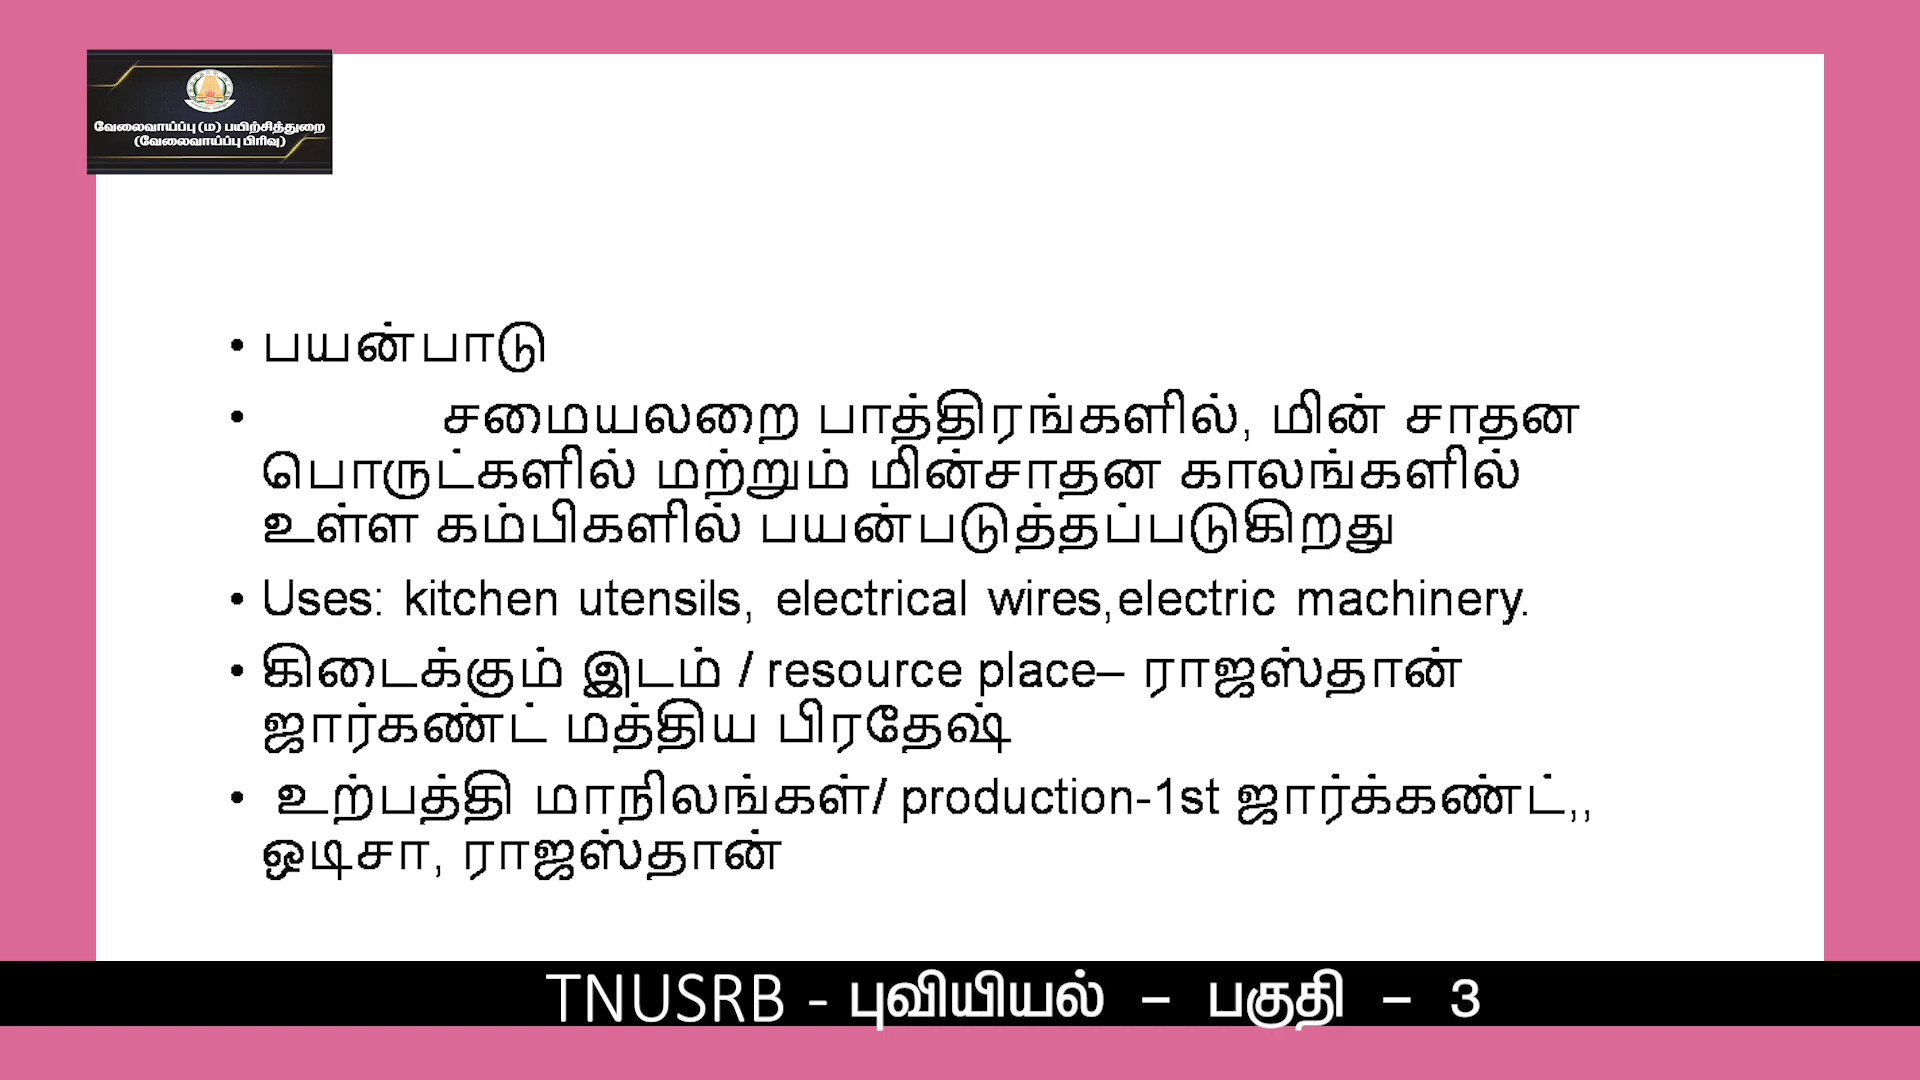 வேலைவாய்ப்பு (ம) பயிற்சித்துறை
(வேலைவாய்ப்பு பிரிவு)
• பயன்பாடு
• சமையலறை பாத்திரங்களில், மின் சாதன
பொருட்களில் மற்றும் மின்சாதன காலங்களில்
உள்ள கம்பிகளில் பயன்படுத்தப்படுகிறது
• Uses: kitchen utensils, electrical wires,electric machinery.
• கிடைக்கும் இடம் / resource place– ராஜஸ்தான்
ஜார்கண்ட் மத்திய பிரதேஷ்
• உற்பத்தி மாநிலங்கள்/ production-1st ஜார்க்கண்ட்,,
ஒடிசா, ராஜஸ்தான்
TNUSRB - புவியியல் – பகுதி – 3